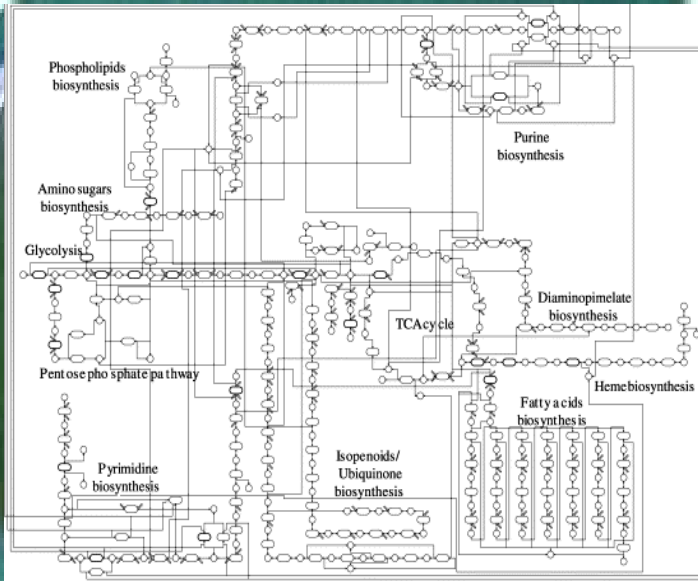 Phospholipids
biosynthesis
Purine
biosynthesis
Amino sugars
biosynthesis
Glycolysis
Diaminopimelate
biosynthesis
TCA cycle
Pentose phosphate pathway
Heme biosynthesis
Fatty acids
biosynthesis
Isopenoids/
Ubiquinone
biosynthesis
Pyrimidine
biosynthesis